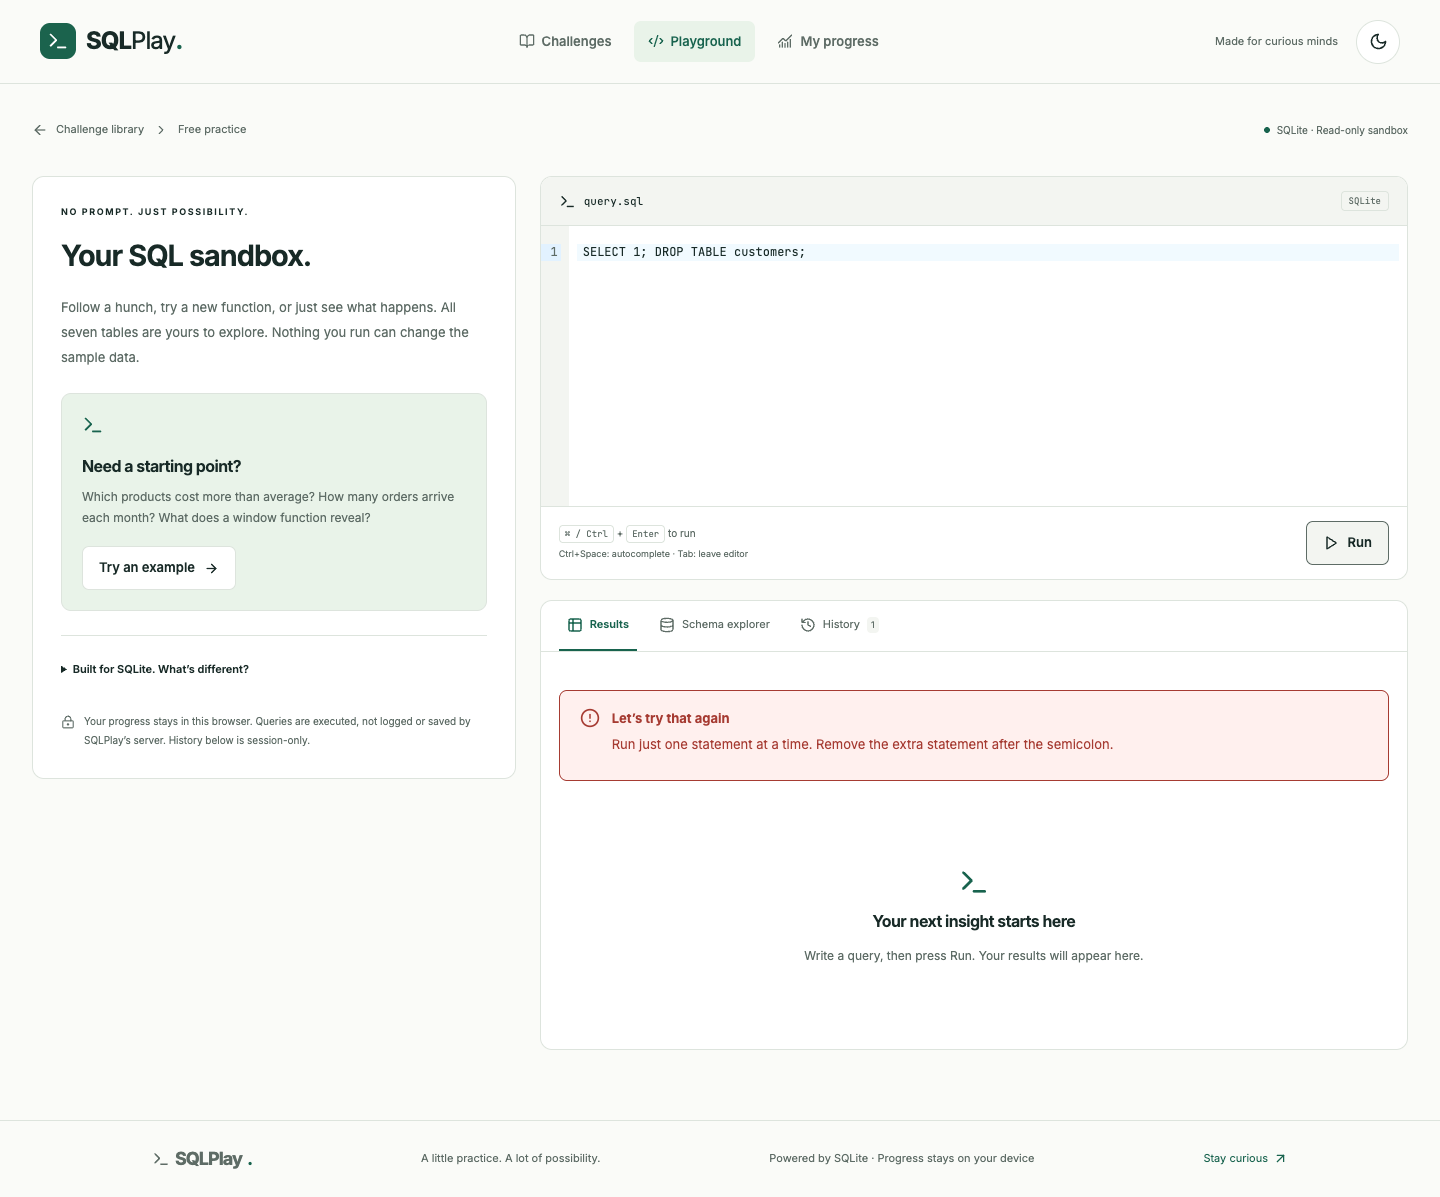 SQLPlay.
Challenges
Playground
My progress
Made for curious minds
Challenge library
Free practice
SQLite · Read-only sandbox
NO PROMPT. JUST POSSIBILITY.
Your SQL sandbox.
Follow a hunch, try a new function, or just see what happens. All
seven tables are yours to explore. Nothing you run can change the
sample data.
Need a starting point?
Which products cost more than average? How many orders arrive
each month? What does a window function reveal?
Try an example
Built for SQLite. What’s different?
Your progress stays in this browser. Queries are executed, not logged or saved by
SQLPlay’s server. History below is session-only.
query.sql
SQLite
1 SELECT 1; DROP TABLE customers;
⌘ / Ctrl + Enter to run
Ctrl+Space: autocomplete · Tab: leave editor
Run
Results
Schema explorer
History 1
Let’s try that again
Run just one statement at a time. Remove the extra statement after the semicolon.
Your next insight starts here
Write a query, then press Run. Your results will appear here.
SQLPlay .
A little practice. A lot of possibility.
Powered by SQLite · Progress stays on your device
Stay curious